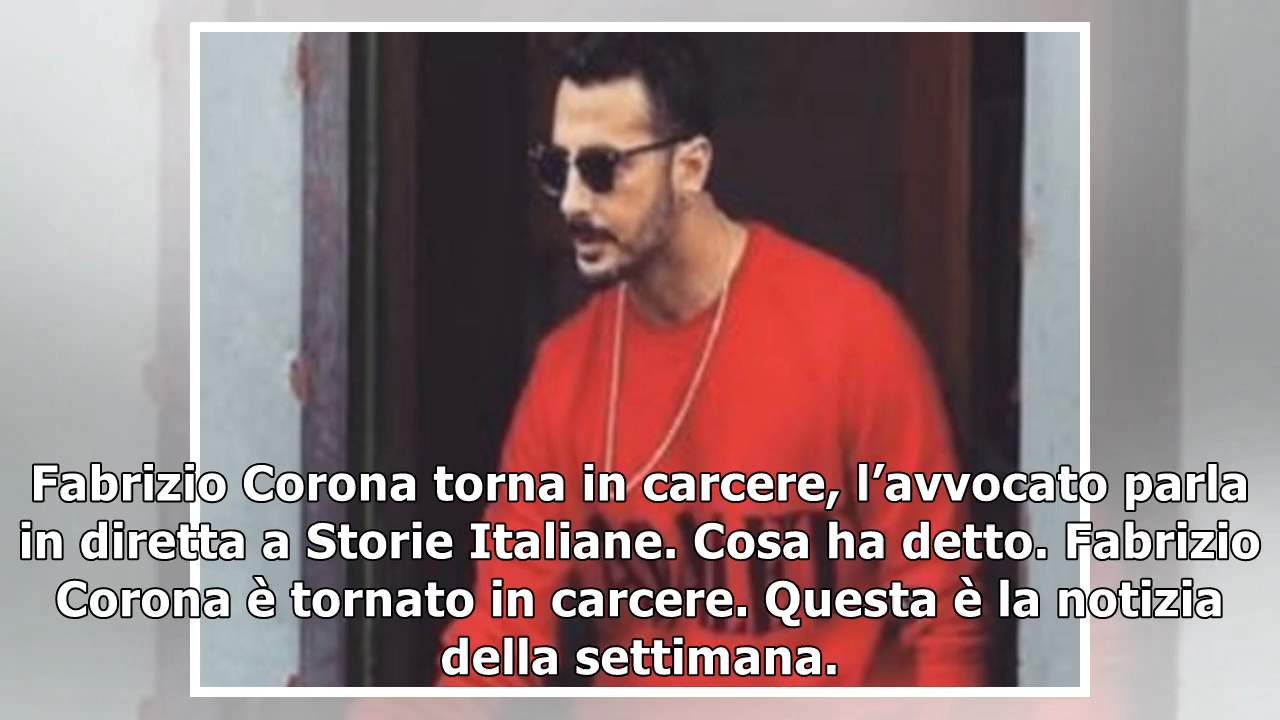 Fabrizio Corona torna in carcere, l’avvocato parla
in diretta a Storie Italiane. Cosa ha detto. Fabrizio
Corona è tornato in carcere. Questa è la notizia
della settimana.